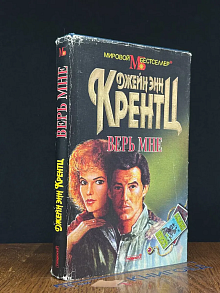 МИРОВОЙ БЕСТСЕЛЛЕР
ДЖЕЙН ЭНН
КРЕНТЦ
ВЕРЬ МНЕ
ДЖЕЙН ЭНН КРЕНТЦ
ВЕРЬ МНЕ